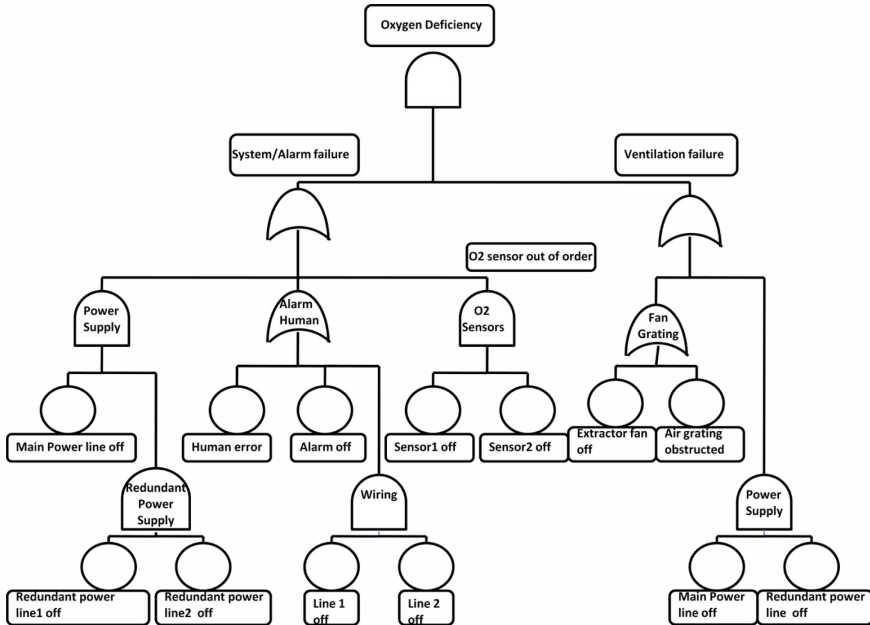 Oxygen Deficiency
System/Alarm failure
Ventilation failure
O2 sensor out of order
Power
Supply
Alarm
Human
O2
Sensors
Fan
Grating
Main Power line off
Human error
Alarm off
Sensor1 off
Sensor2 off
Extractor fan
off
Air grating
obstructed
Redundant
Power
Supply
Wiring
Power
Supply
Redundant power
line1 off
Redundant power
line2 off
Line 1
off
Line 2
off
Main Power
line off
Redundant power
line off